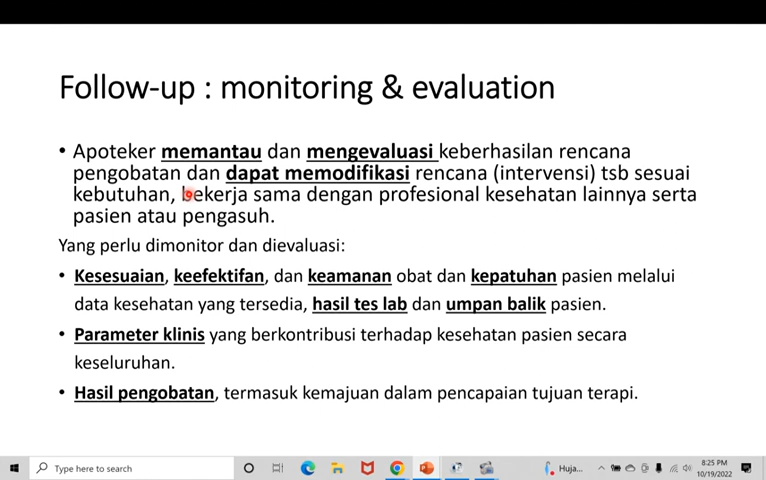 Follow-up : monitoring & evaluation
• Apoteker memantau dan mengevaluasi keberhasilan rencana
pengobatan dan dapat memodifikasi rencana (intervensi) tsb sesuai
kebutuhan, bekerja sama dengan profesional kesehatan lainnya serta
pasien atau pengasuh.
Yang perlu dimonitor dan dievaluasi:
• Kesesuaian, keefektifan, dan keamanan obat dan kepatuhan pasien melalui
data kesehatan yang tersedia, hasil tes lab dan umpan balik pasien.
• Parameter klinis yang berkontribusi terhadap kesehatan pasien secara
keseluruhan.
• Hasil pengobatan, termasuk kemajuan dalam pencapaian tujuan terapi.
Type here to search
Huja...
8:25 PM
10/19/2022